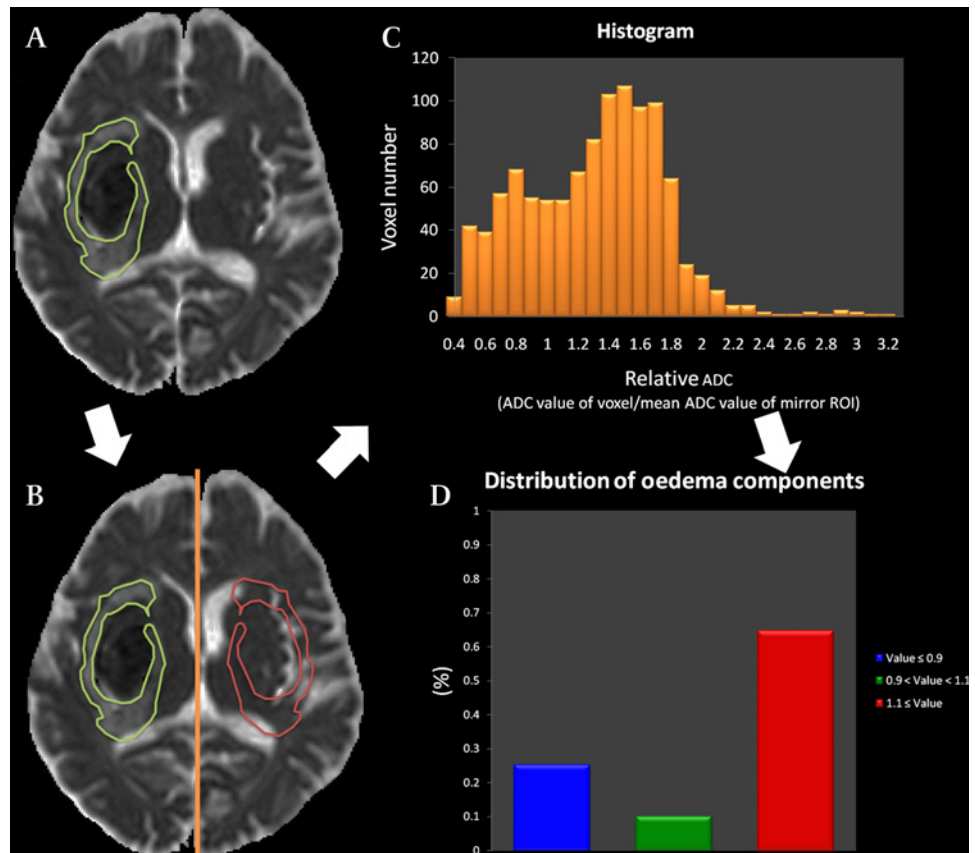 A
C
Histogram
Voxel number
120
100
80
60
40
20
0
0.4 0.6 0.8 1 1.2 1.4 1.6 1.8 2 2.2 2.4 2.6 2.8 3 3.2
Relative ADC
(ADC value of voxel/mean ADC value of mirror ROI)
B
D
Distribution of oedema components
(%)
1
0.9
0.8
0.7
0.6
0.5
0.4
0.3
0.2
0.1
0
Value ≤ 0.9
0.9 < Value < 1.1
1.1 ≤ Value